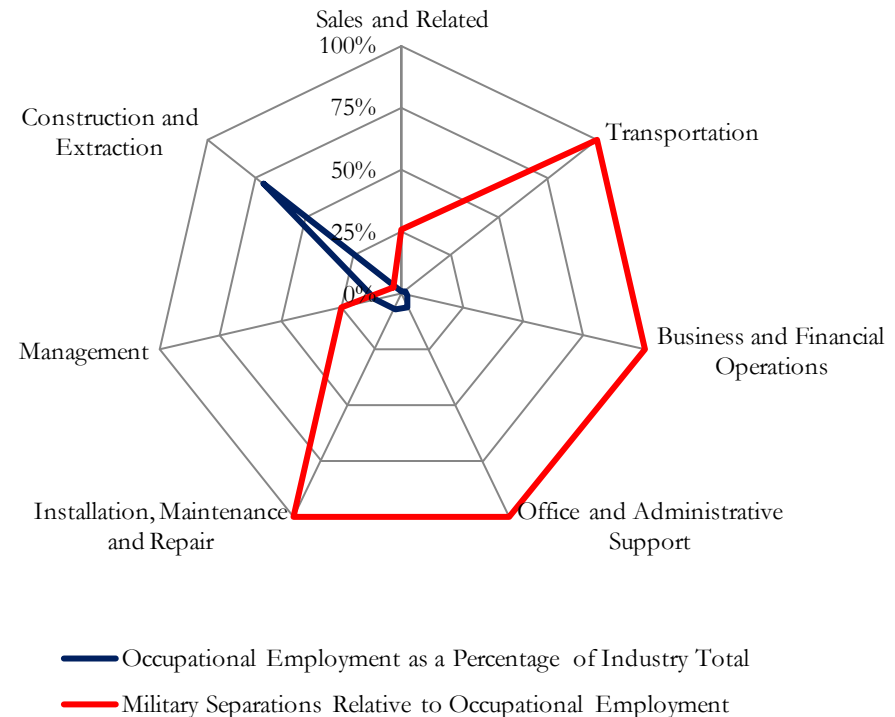 Sales and Related
100%
75%
50%
25%
0%
Transportation
Business and Financial
Operations
Office and Administrative
Support
Installation, Maintenance
and Repair
Management
Construction and
Extraction
Occupational Employment as a Percentage of Industry Total
Military Separations Relative to Occupational Employment